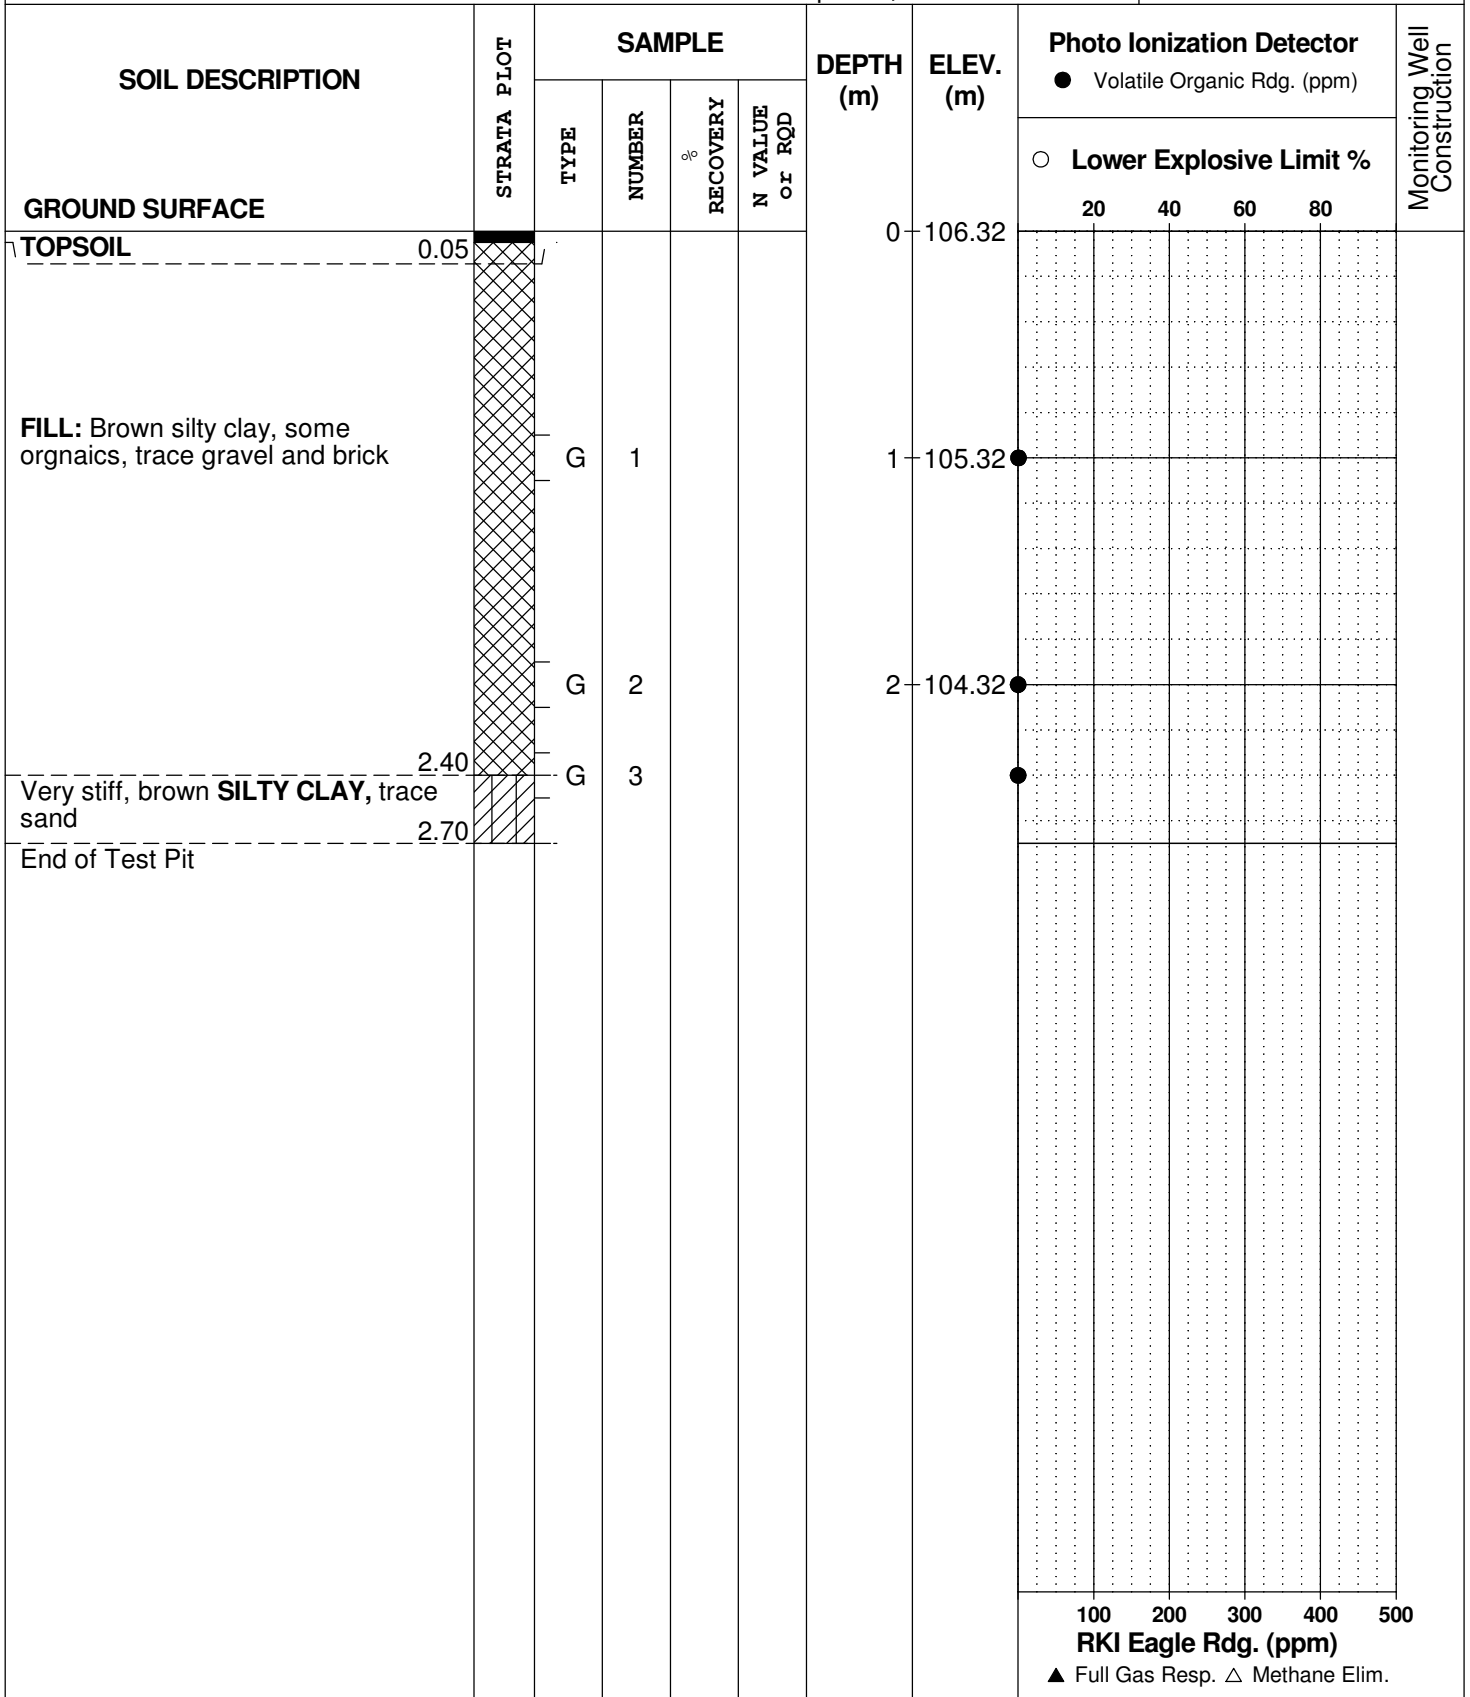 SOIL DESCRIPTION
GROUND SURFACE
STRATA PLOT
SAMPLE
TYPE
NUMBER
%
RECOVERY
N VALUE
or RQD
DEPTH
(m)
ELEV.
(m)
Photo Ionization Detector
● Volatile Organic Rdg. (ppm)
○ Lower Explosive Limit %
20 40 60 80
Monitoring Well
Construction
TOPSOIL 0.05
0 106.32
FILL: Brown silty clay, some
orgnaics, trace gravel and brick
G 1
1 105.32
G 2
2 104.32
2.40
G 3
Very stiff, brown SILTY CLAY, trace
sand
2.70
End of Test Pit
100 200 300 400 500
RKI Eagle Rdg. (ppm)
▲ Full Gas Resp. △ Methane Elim.